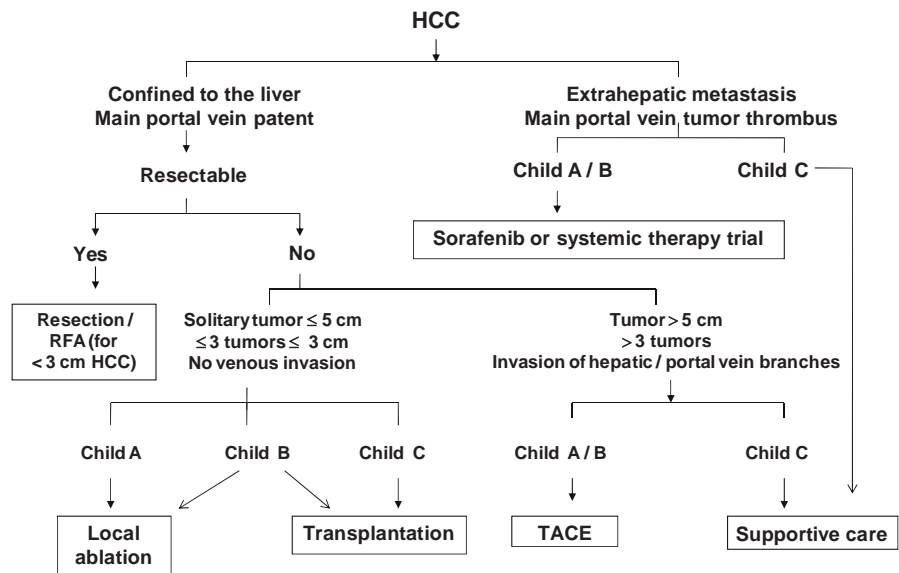 HCC
Confined to the liver
Main portal vein patent
Extrahepatic metastasis
Main portal vein tumor thrombus
Child A / B
Child C
Resectable
Sorafenib or systemic therapy trial
Yes
No
Resection /
RFA (for
< 3 cm HCC)
Solitary tumor ≤ 5 cm
≤ 3 tumors ≤ 3 cm
No venous invasion
Tumor > 5 cm
> 3 tumors
Invasion of hepatic / portal vein branches
Child A
Child B
Child C
Child A / B
Child C
Local
ablation
Transplantation
TACE
Supportive care